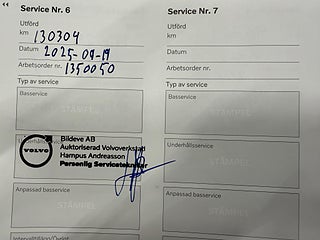 Service Nr. 6
Utförd
km 130304
Datum 2025-09-19
Arbetsorder nr. 1350050
Typ av service
Basservice
STÄMPEL
VOLVO
Bildeve AB
Auktoriserad Volvoverkstad
Hampus Andreasson
Personlig Servicetekniker
Anpassad basservice
STÄMPEL
Service Nr. 7
Utförd
km
Datum
Arbetsorder nr.
Typ av service
Basservice
STÄMPEL
Underhållsservice
STÄMPEL
Anpassad basservice
STÄMPEL